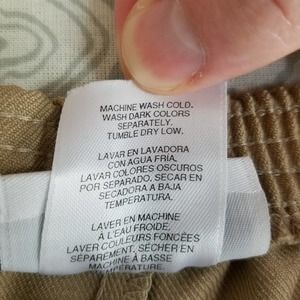 MACHINE WASH COLD.
WASH DARK COLORS
SEPARATELY.
TUMBLE DRY LOW.
LAVAR EN LAVADORA
CON AGUA FRIA.
LAVAR COLORES OSCUROS
POR SEPARADO. SECAR EN
SECADORA A BAJA
TEMPERATURA.
LAVER EN MACHINE
À L'EAU FROIDE.
LAVER COULEURS FONCÉES
SÉPAREMENT. SÉCHER EN
MACHINE À BASSE
TEMPÉRATURE.